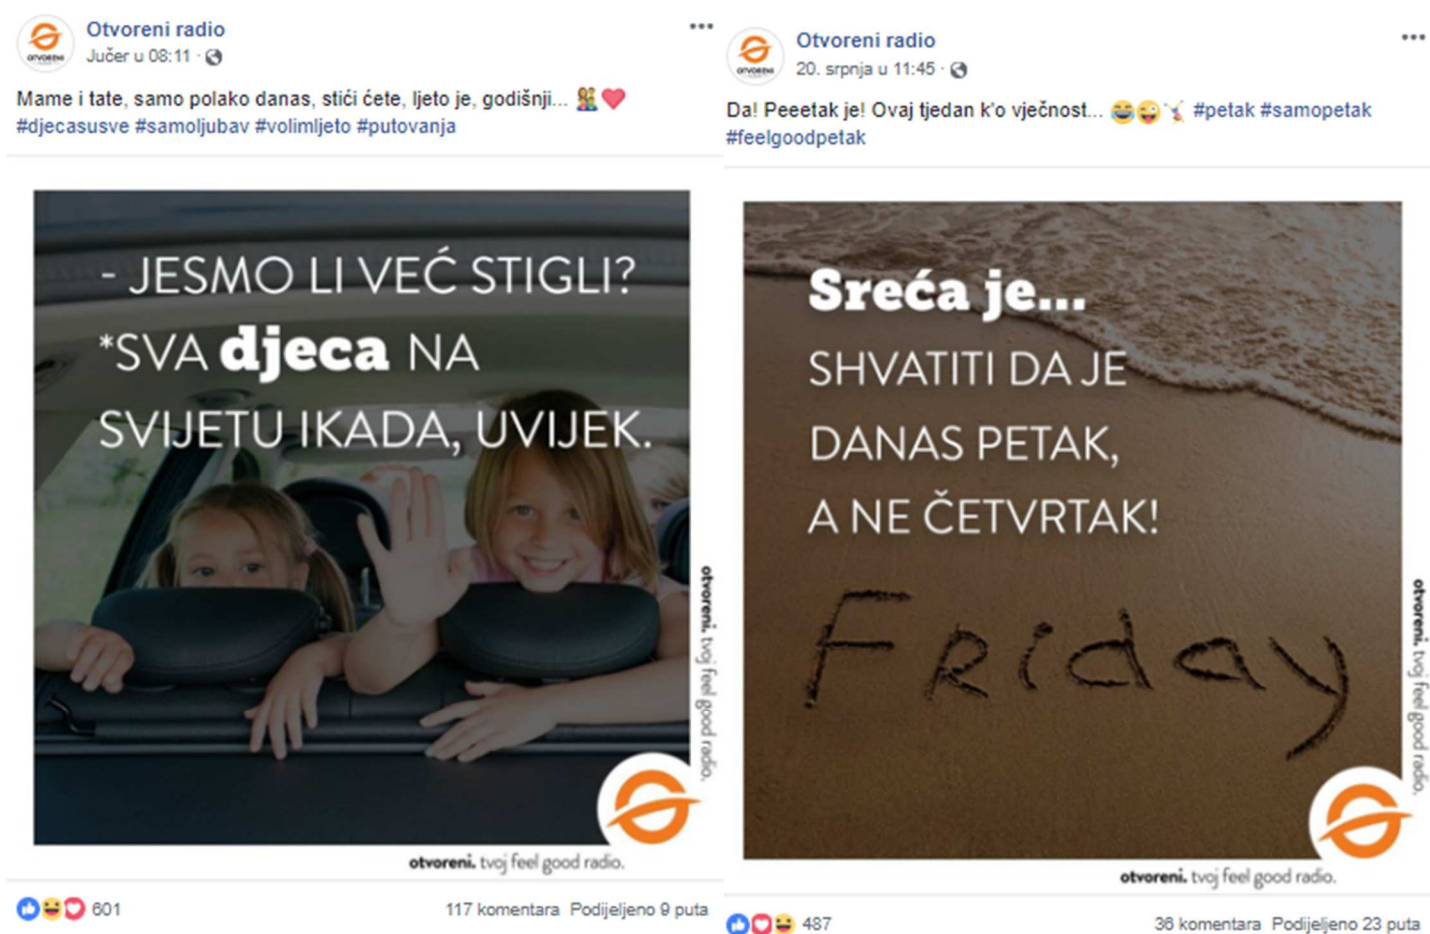 Otvoreni radio
Jučer u 08:11 ·
Mame i tate, samo polako danas, stići ćete, ljeto je, godišnji...
#djecasusve #samoljubav #volimljeto #putovanja
- JESMO LI VEĆ STIGLI?
*SVA djeca NA
SVIJETU IKADA, UVIJEK.
otvoreni. tvoj feel good radio.
otvoreni. tvoj feel good radio.
601
117 komentara Podijeljeno 9 puta
Otvoreni radio
20. srpnja u 11:45 ·
Da! Peeetak je! Ovaj tjedan k'o vječnost... #petak #samopetak
#feelgoodpetak
Sreća je...
SHVATITI DA JE
DANAS PETAK,
A NE ČETVRTAK!
Friday
otvoreni. tvoj feel good radio.
otvoreni. tvoj feel good radio.
487
36 komentara Podijeljeno 23 puta